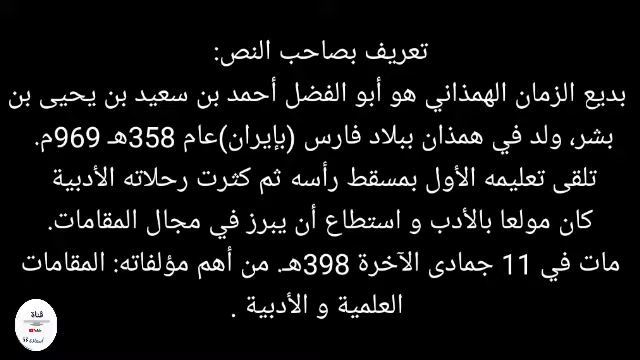 تعريف بصاحب النص:
بديع الزمان الهمذاني هو أبو الفضل أحمد بن سعيد بن يحيى بن
بشر، ولد في همذان ببلاد فارس (بإيران)عام 358هـ 969م.
تلقى تعليمه الأول بمسقط رأسه ثم كثرت رحلاته الأدبية
كان مولعا بالأدب و استطاع أن يبرز في مجال المقامات.
مات في 11 جمادى الآخرة 398هـ. من أهم مؤلفاته: المقامات
العلمية و الأدبية .
قناة